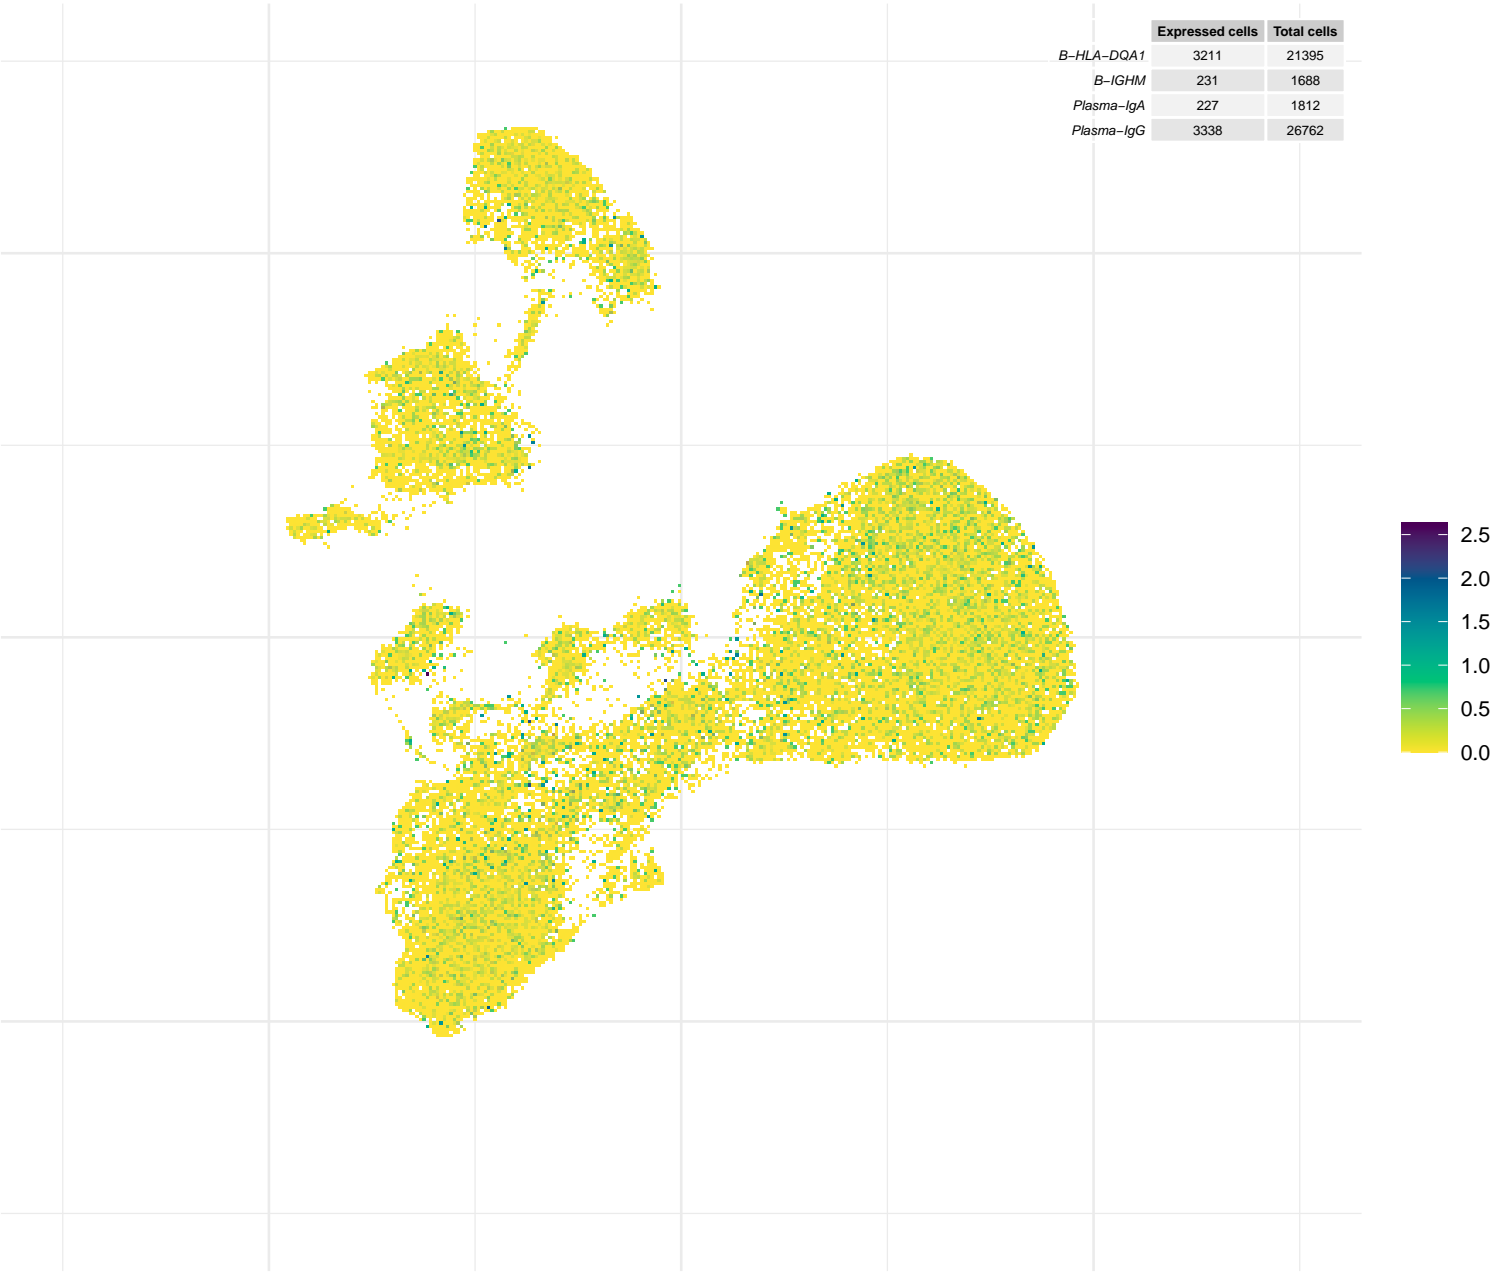 Expressed cells Total cells
B−HLA−DQA1 3211 21395
B−IGHM 231 1688
Plasma−IgA 227 1812
Plasma−IgG 3338 26762
2.5
2.0
1.5
1.0
0.5
0.0